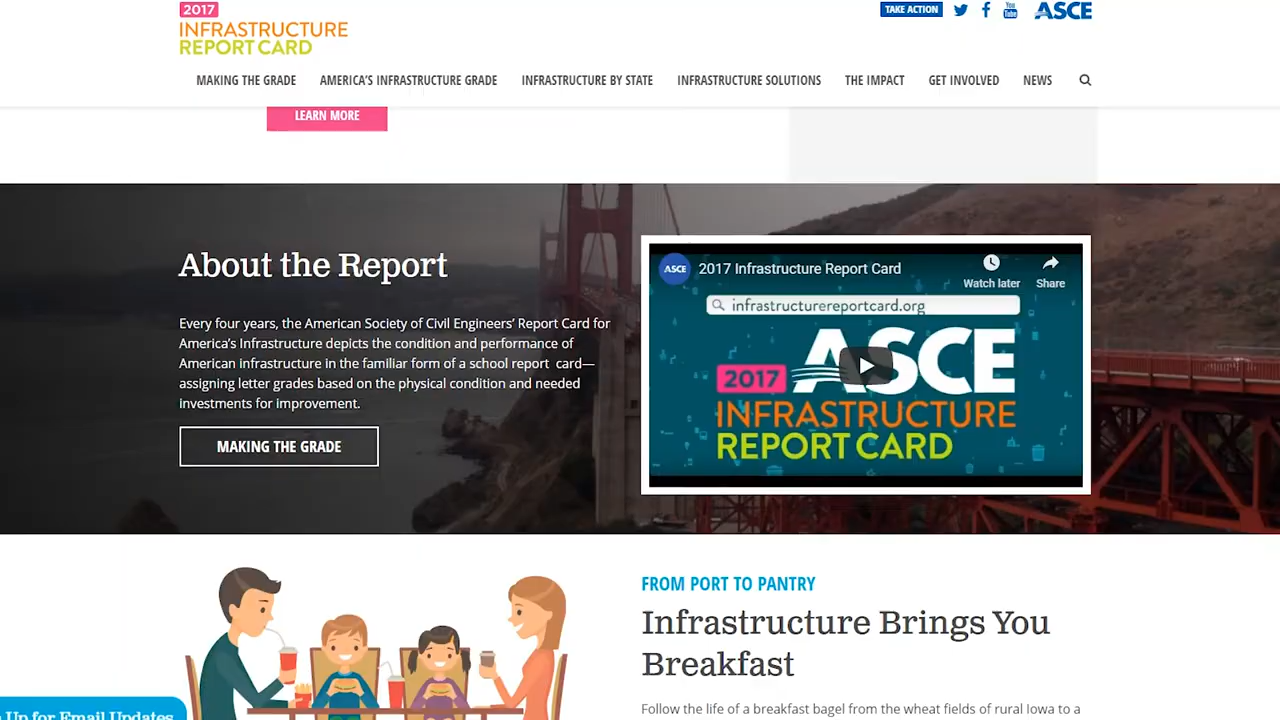 2017
INFRASTRUCTURE
REPORT CARD
TAKE ACTION
You
Tube
ASCE
MAKING THE GRADE
AMERICA'S INFRASTRUCTURE GRADE
INFRASTRUCTURE BY STATE
INFRASTRUCTURE SOLUTIONS
THE IMPACT
GET INVOLVED
NEWS
LEARN MORE
About the Report
Every four years, the American Society of Civil Engineers' Report Card for
America's Infrastructure depicts the condition and performance of
American infrastructure in the familiar form of a school report card—
assigning letter grades based on the physical condition and needed
investments for improvement.
MAKING THE GRADE
ASCE
2017 Infrastructure Report Card
Watch later
Share
infrastructurereportcard.org
ASCE
2017
INFRASTRUCTURE
REPORT CARD
FROM PORT TO PANTRY
Infrastructure Brings You
Breakfast
Follow the life of a breakfast bagel from the wheat fields of rural Iowa to a
Up for Email Updates